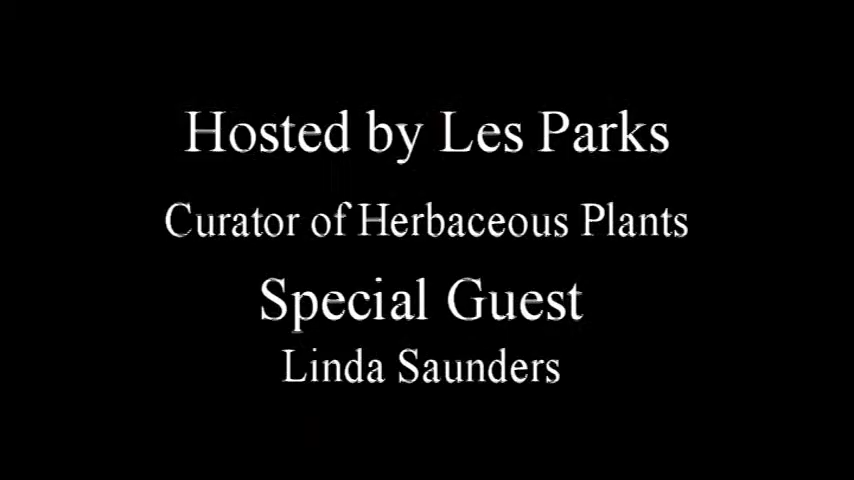 Hosted by Les Parks
Curator of Herbaceous Plants
Special Guest
Linda Saunders